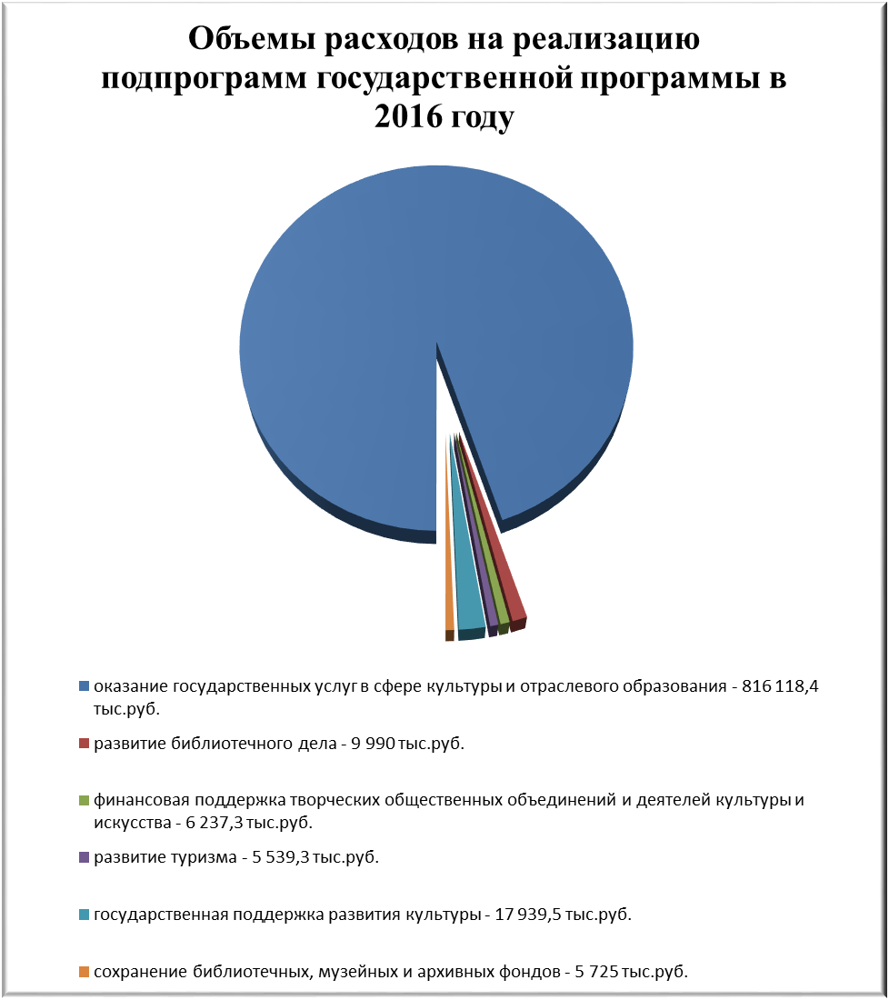 Объемы расходов на реализацию
подпрограмм государственной программы в
2016 году
оказание государственных услуг в сфере культуры и отраслевого образования - 816 118,4
тыс.руб.
развитие библиотечного дела - 9 990 тыс.руб.
финансовая поддержка творческих общественных объединений и деятелей культуры и
искусства - 6 237,3 тыс.руб.
развитие туризма - 5 539,3 тыс.руб.
государственная поддержка развития культуры - 17 939,5 тыс.руб.
сохранение библиотечных, музейных и архивных фондов - 5 725 тыс.руб.